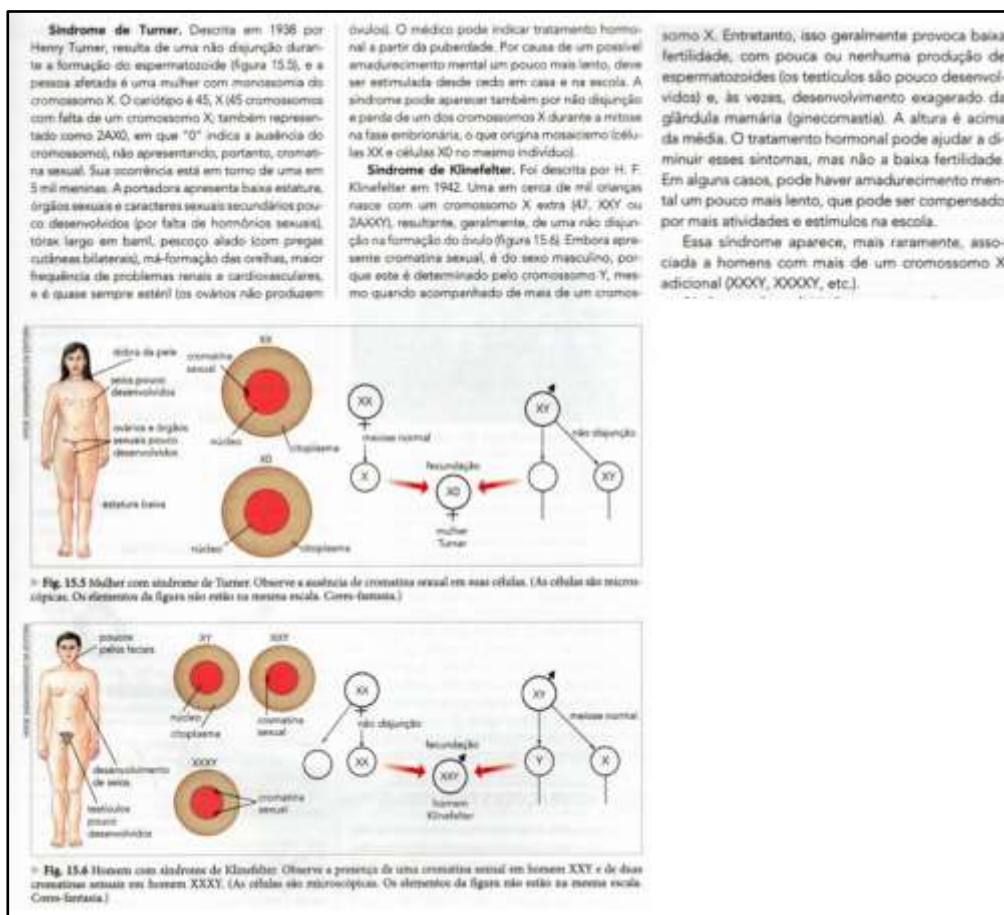 Síndrome de Turner. Descrita em 1938 por
Henry Turner, resulta de uma não disjunção duran-
te a formação do espermatozoide (figura 15.5), e a
pessoa afetada é uma mulher com monossomia do
cromossomo X. O cariótipo é 45, X (45 cromossomos
com falta de um cromossomo X; também represen-
tado como 2AX0, em que "0" indica a ausência do
cromossomo), não apresentando, portanto, cromati-
na sexual. Sua ocorrência está em torno de uma em
5 mil meninas. A portadora apresenta baixa estatura,
órgãos sexuais e caracteres sexuais secundários pou-
co desenvolvidos (por falta de hormônios sexuais),
tórax largo em barril, pescoço alado (com pregas
cutâneas bilaterais), má-formação das orelhas, maior
frequência de problemas renais e cardiovasculares,
e é quase sempre estéril (os ovários não produzem
óvulos). O médico pode indicar tratamento hormo-
nal a partir da puberdade. Por causa de um possível
amadurecimento mental um pouco mais lento, deve
ser estimulada desde cedo em casa e na escola. A
síndrome pode aparecer também por não disjunção
e perda de um dos cromossomos X durante a mitose
na fase embrionária, o que origina mosaicismo (célu-
las XX e células X0 no mesmo indivíduo).
Síndrome de Klinefelter. Foi descrita por H. F.
Klinefelter em 1942. Uma em cerca de mil crianças
nasce com um cromossomo X extra (47, XXY ou
2AXXY), resultante, geralmente, de uma não disjun-
ção na formação do óvulo (figura 15.6). Embora apre-
sente cromatina sexual, é do sexo masculino, por-
que este é determinado pelo cromossomo Y, mes-
mo quando acompanhado de mais de um cromos-
somo X. Entretanto, isso geralmente provoca baixa
fertilidade, com pouca ou nenhuma produção de
espermatozoides (os testículos são pouco desenvol-
vidos) e, às vezes, desenvolvimento exagerado da
glândula mamária (ginecomastia). A altura é acima
da média. O tratamento hormonal pode ajudar a di-
minuir esses sintomas, mas não a baixa fertilidade.
Em alguns casos, pode haver amadurecimento men-
tal um pouco mais lento, que pode ser compensado
por mais atividades e estímulos na escola.
Essa síndrome aparece, mais raramente, asso-
ciada a homens com mais de um cromossomo X
adicional (XXXY, XXXXY, etc.).
dobra da pele
seios pouco
desenvolvidos
ovários e órgãos
sexuais pouco
desenvolvidos
estatura baixa
XX
cromatina
sexual
núcleo
citoplasma
X0
núcleo
citoplasma
XX
meiose normal
X
fecundação
X0
mulher
Turner
XY
não disjunção
XY
Fig. 15.5 Mulher com síndrome de Turner. Observe a ausência de cromatina sexual em suas células. (As células são micros-
cópicas. Os elementos da figura não estão na mesma escala. Cores-fantasia.)
poucos
pelos faciais
desenvolvimento
de seios
testículos
pouco
desenvolvidos
XY
núcleo
citoplasma
XXY
cromatina
sexual
XXXY
cromatina
sexual
XX
não disjunção
XX
fecundação
XXY
homem
Klinefelter
XY
meiose normal
Y
X
Fig. 15.6 Homem com síndrome de Klinefelter. Observe a presença de uma cromatina sexual em homem XXY e de duas
cromatinas sexuais em homem XXXY. (As células são microscópicas. Os elementos da figura não estão na mesma escala.
Cores-fantasia.)